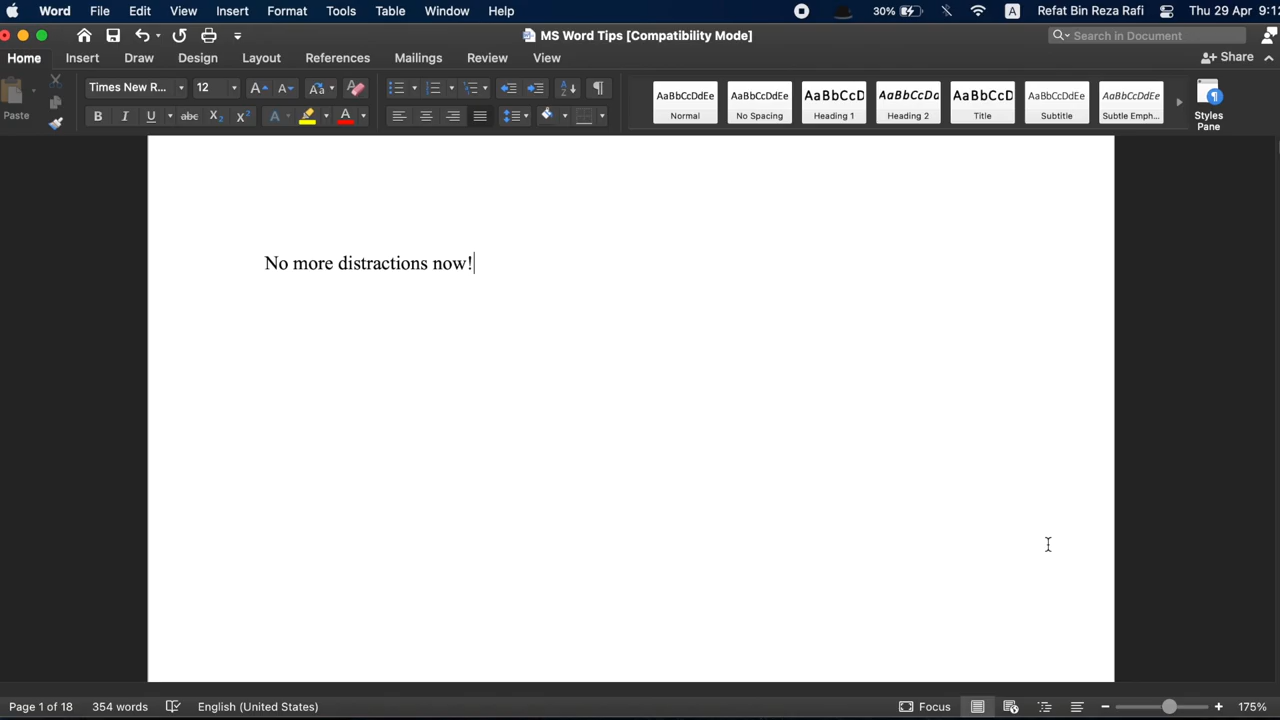 Word File Edit View Insert Format Tools Table Window Help 30% A Refat Bin Reza Rafi Thu 29 Apr 9:12
MS Word Tips [Compatibility Mode] Search in Document
Home Insert Draw Design Layout References Mailings Review View Share
Times New R... 12
AaBbCcDdEe AaBbCcDdEe AaBbCcD AaBbCcDc AaBbCcD AaBbCcDdEe AaBbCcDdEe
Paste Normal No Spacing Heading 1 Heading 2 Title Subtitle Subtle Emph... Styles Pane
No more distractions now!
Page 1 of 18 354 words English (United States) Focus 175%